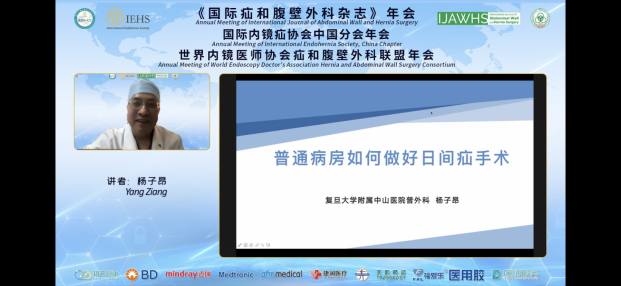 《国际疝和腹壁外科杂志》年会
Annual Meeting of International Journal of Abdominal Wall and Hernia Surgery
国际内镜疝协会中国分会年会
Annual Meeting of International Endohernia Society, China Chapter
世界内镜医师协会疝和腹壁外科联盟年会
Annual Meeting of World Endoscopy Doctor's Association Hernia and Abdominal Wall Surgery Consortium
IEHS
IJAWHS
普通病房如何做好日间疝手术
复旦大学附属中山医院普外科 杨子昂
讲者：杨子昂
Yang Ziang
BD
mindray迈瑞
Medtronic
medical
医用胶